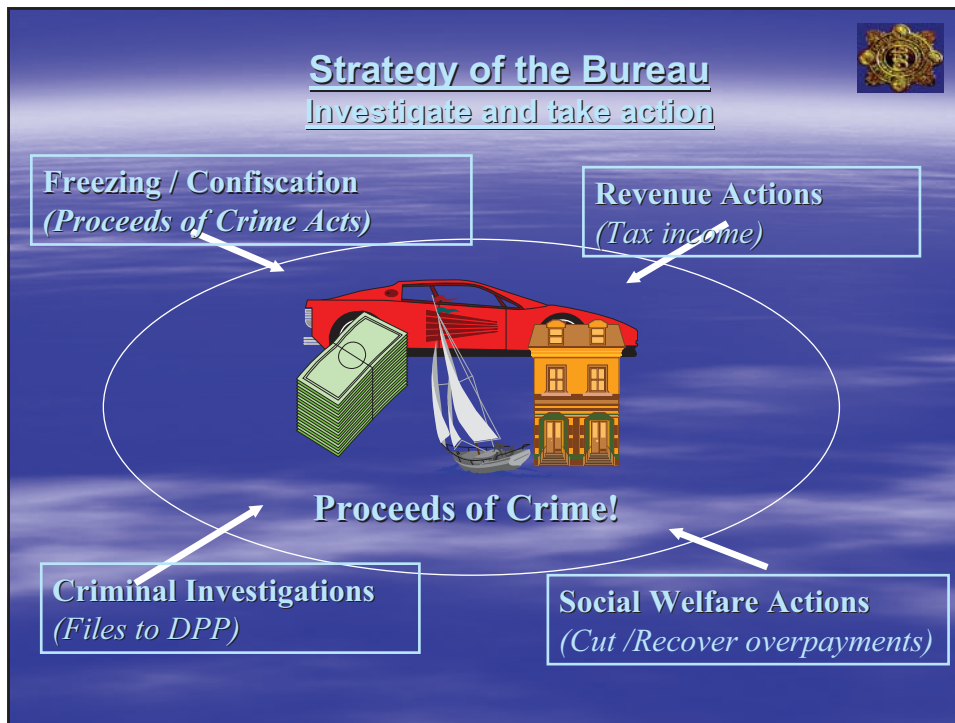 Strategy of the Bureau
Investigate and take action
Freezing / Confiscation
(Proceeds of Crime Acts)
Revenue Actions
(Tax income)
Proceeds of Crime!
Criminal Investigations
(Files to DPP)
Social Welfare Actions
(Cut /Recover overpayments)